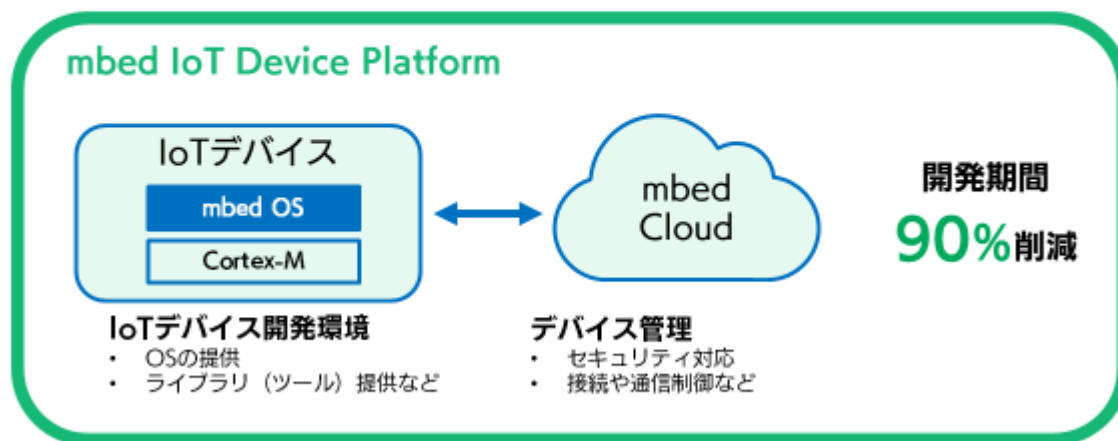 mbed IoT Device Platform
IoTデバイス
mbed OS
Cortex-M
mbed
Cloud
開発期間
90%削減
IoTデバイス開発環境
• OSの提供
• ライブラリ（ツール）提供など
デバイス管理
• セキュリティ対応
• 接続や通信制御など